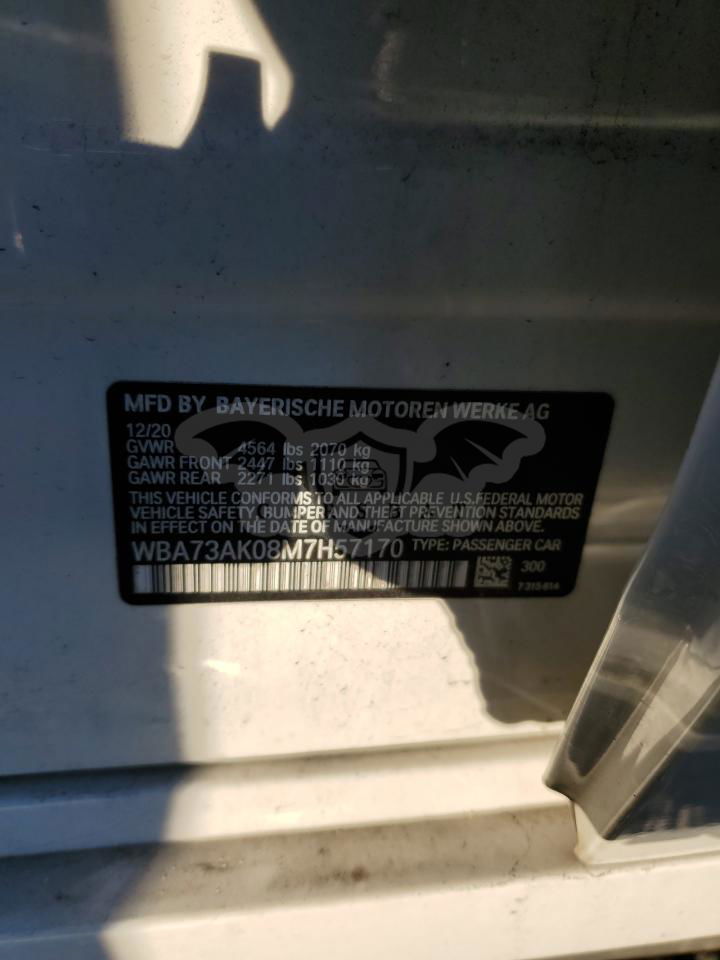 MFD BY BAYERISCHE MOTOREN WERKE AG
12/20
GVWR 4564 lbs 2070 kg
GAWR FRONT 2447 lbs 1110 kg
GAWR REAR 2271 lbs 1030 kg
THIS VEHICLE CONFORMS TO ALL APPLICABLE U.S.FEDERAL MOTOR
VEHICLE SAFETY, BUMPER AND THEFT PREVENTION STANDARDS
IN EFFECT ON THE DATE OF MANUFACTURE SHOWN ABOVE.
WBA73AK08M7H57170 TYPE: PASSENGER CAR
300